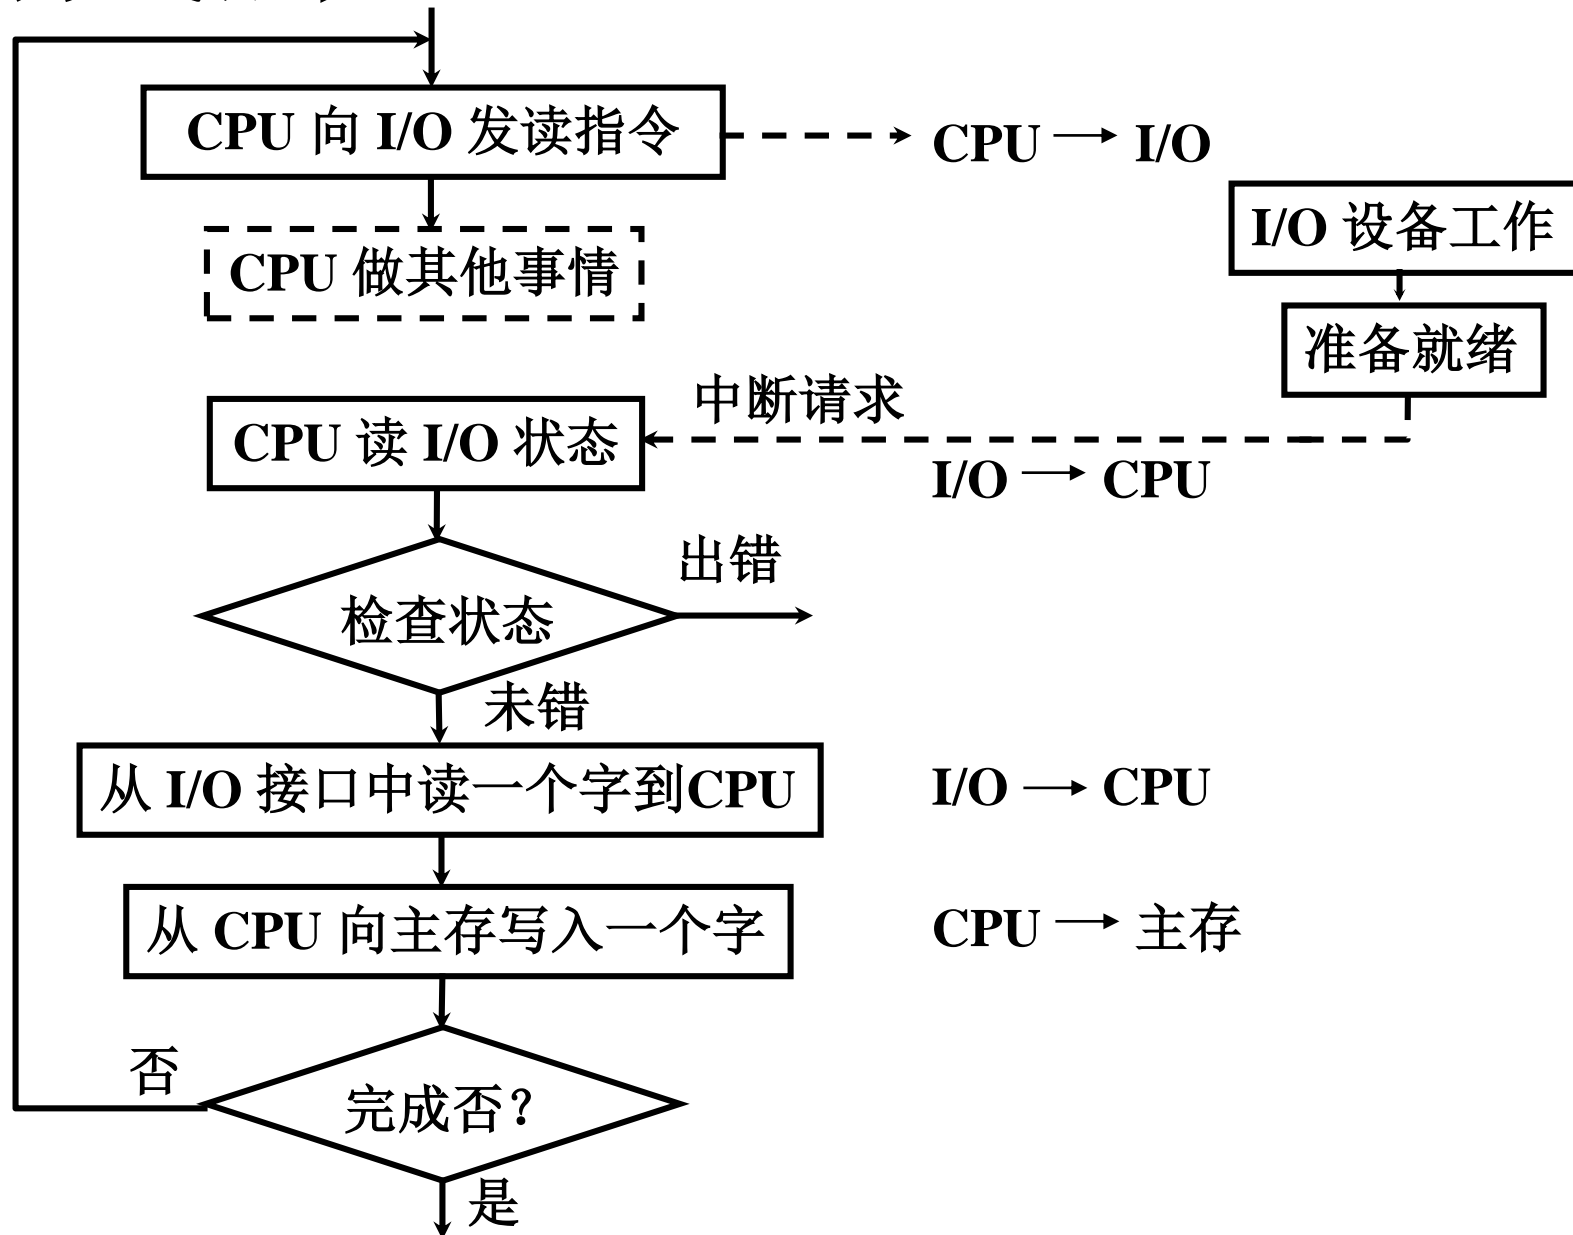 CPU 向 I/O 发读指令
CPU → I/O
I/O 设备工作
CPU 做其他事情
准备就绪
中断请求
CPU 读 I/O 状态
I/O → CPU
出错
检查状态
未错
从 I/O 接口中读一个字到CPU
I/O → CPU
从 CPU 向主存写入一个字
CPU → 主存
否
完成否？
是